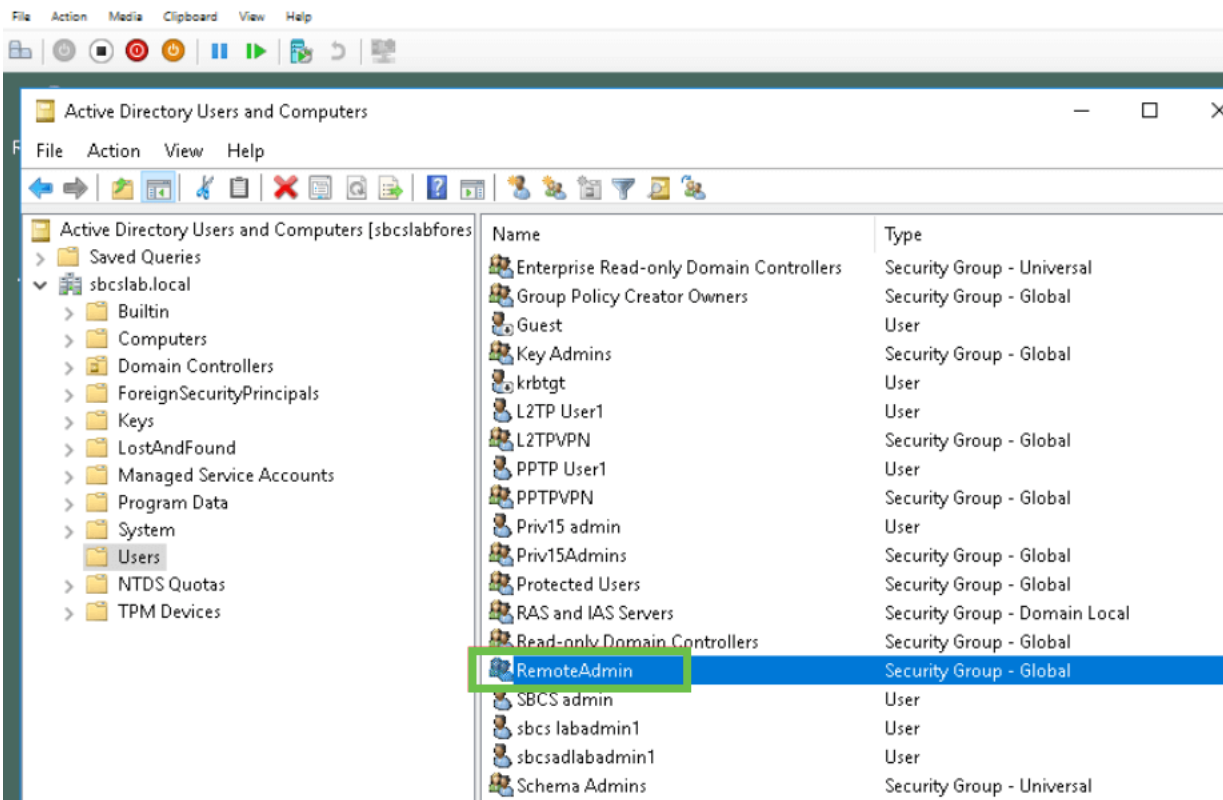 File Action Media Clipboard View Help
Active Directory Users and Computers
File Action View Help
Active Directory Users and Computers [sbcslabfores
Saved Queries
sbcslab.local
Builtin
Computers
Domain Controllers
ForeignSecurityPrincipals
Keys
LostAndFound
Managed Service Accounts
Program Data
System
Users
NTDS Quotas
TPM Devices
Name Type
Enterprise Read-only Domain Controllers Security Group - Universal
Group Policy Creator Owners Security Group - Global
Guest User
Key Admins Security Group - Global
krbtgt User
L2TP User1 User
L2TPVPN Security Group - Global
PPTP User1 User
PPTPVPN Security Group - Global
Priv15 admin User
Priv15Admins Security Group - Global
Protected Users Security Group - Global
RAS and IAS Servers Security Group - Domain Local
Read-only Domain Controllers Security Group - Global
RemoteAdmin Security Group - Global
SBCS admin User
sbcs labadmin1 User
sbcsadlabadmin1 User
Schema Admins Security Group - Universal